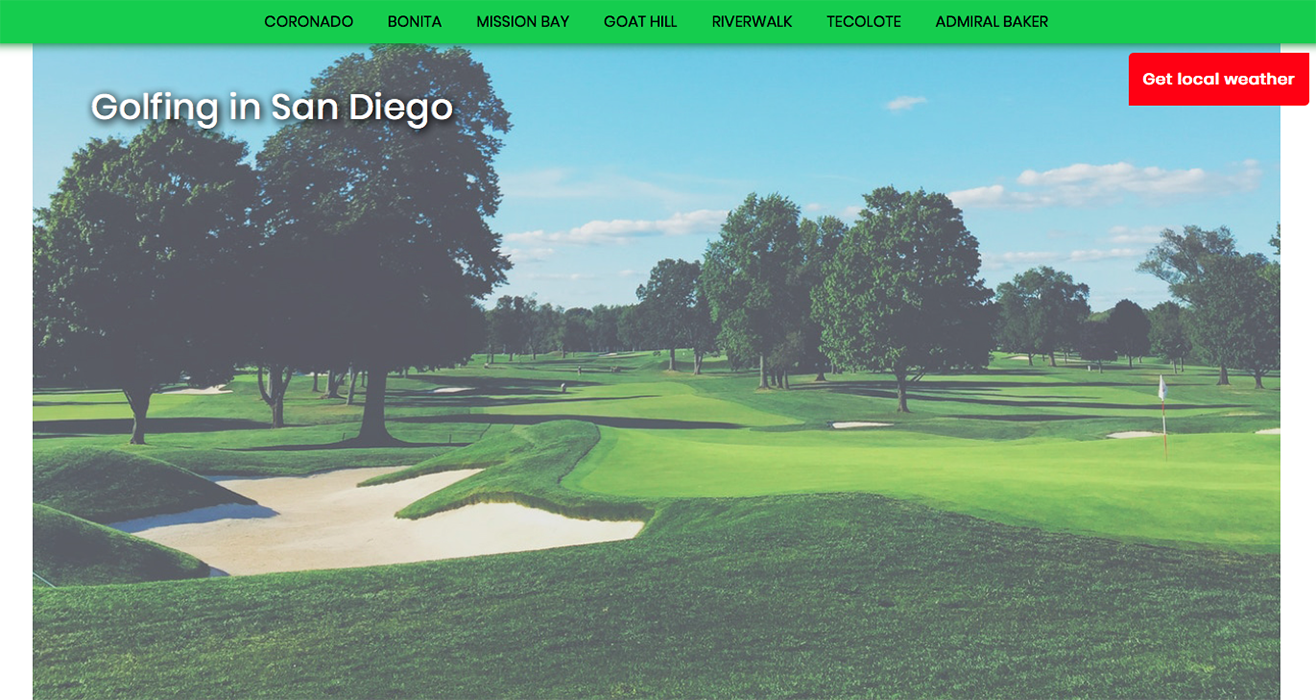 CORONADO BONITA MISSION BAY GOAT HILL RIVERWALK TECOLOTE ADMIRAL BAKER
Get local weather
Golfing in San Diego